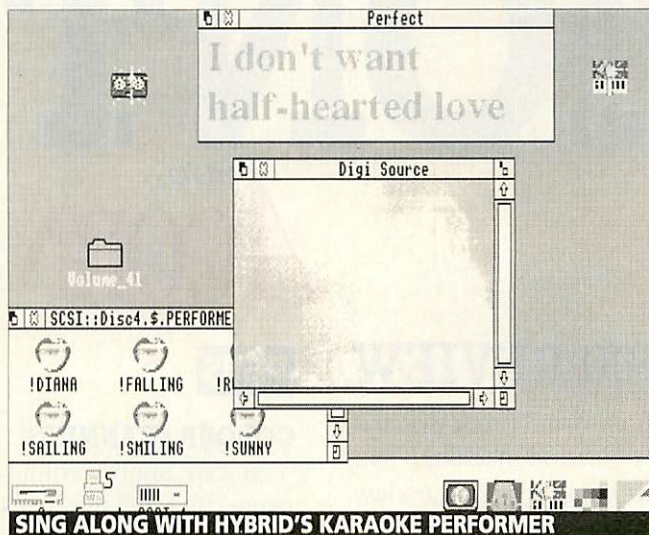 Perfect
I don't want
half-hearted love
Digi Source
Volume_41
SCSI::Disc4.$.PERFORME
!DIANA
!FALLING
!SAILING
!SMILING
!SUNNY
SING ALONG WITH HYBRID'S KARAOKE PERFORMER